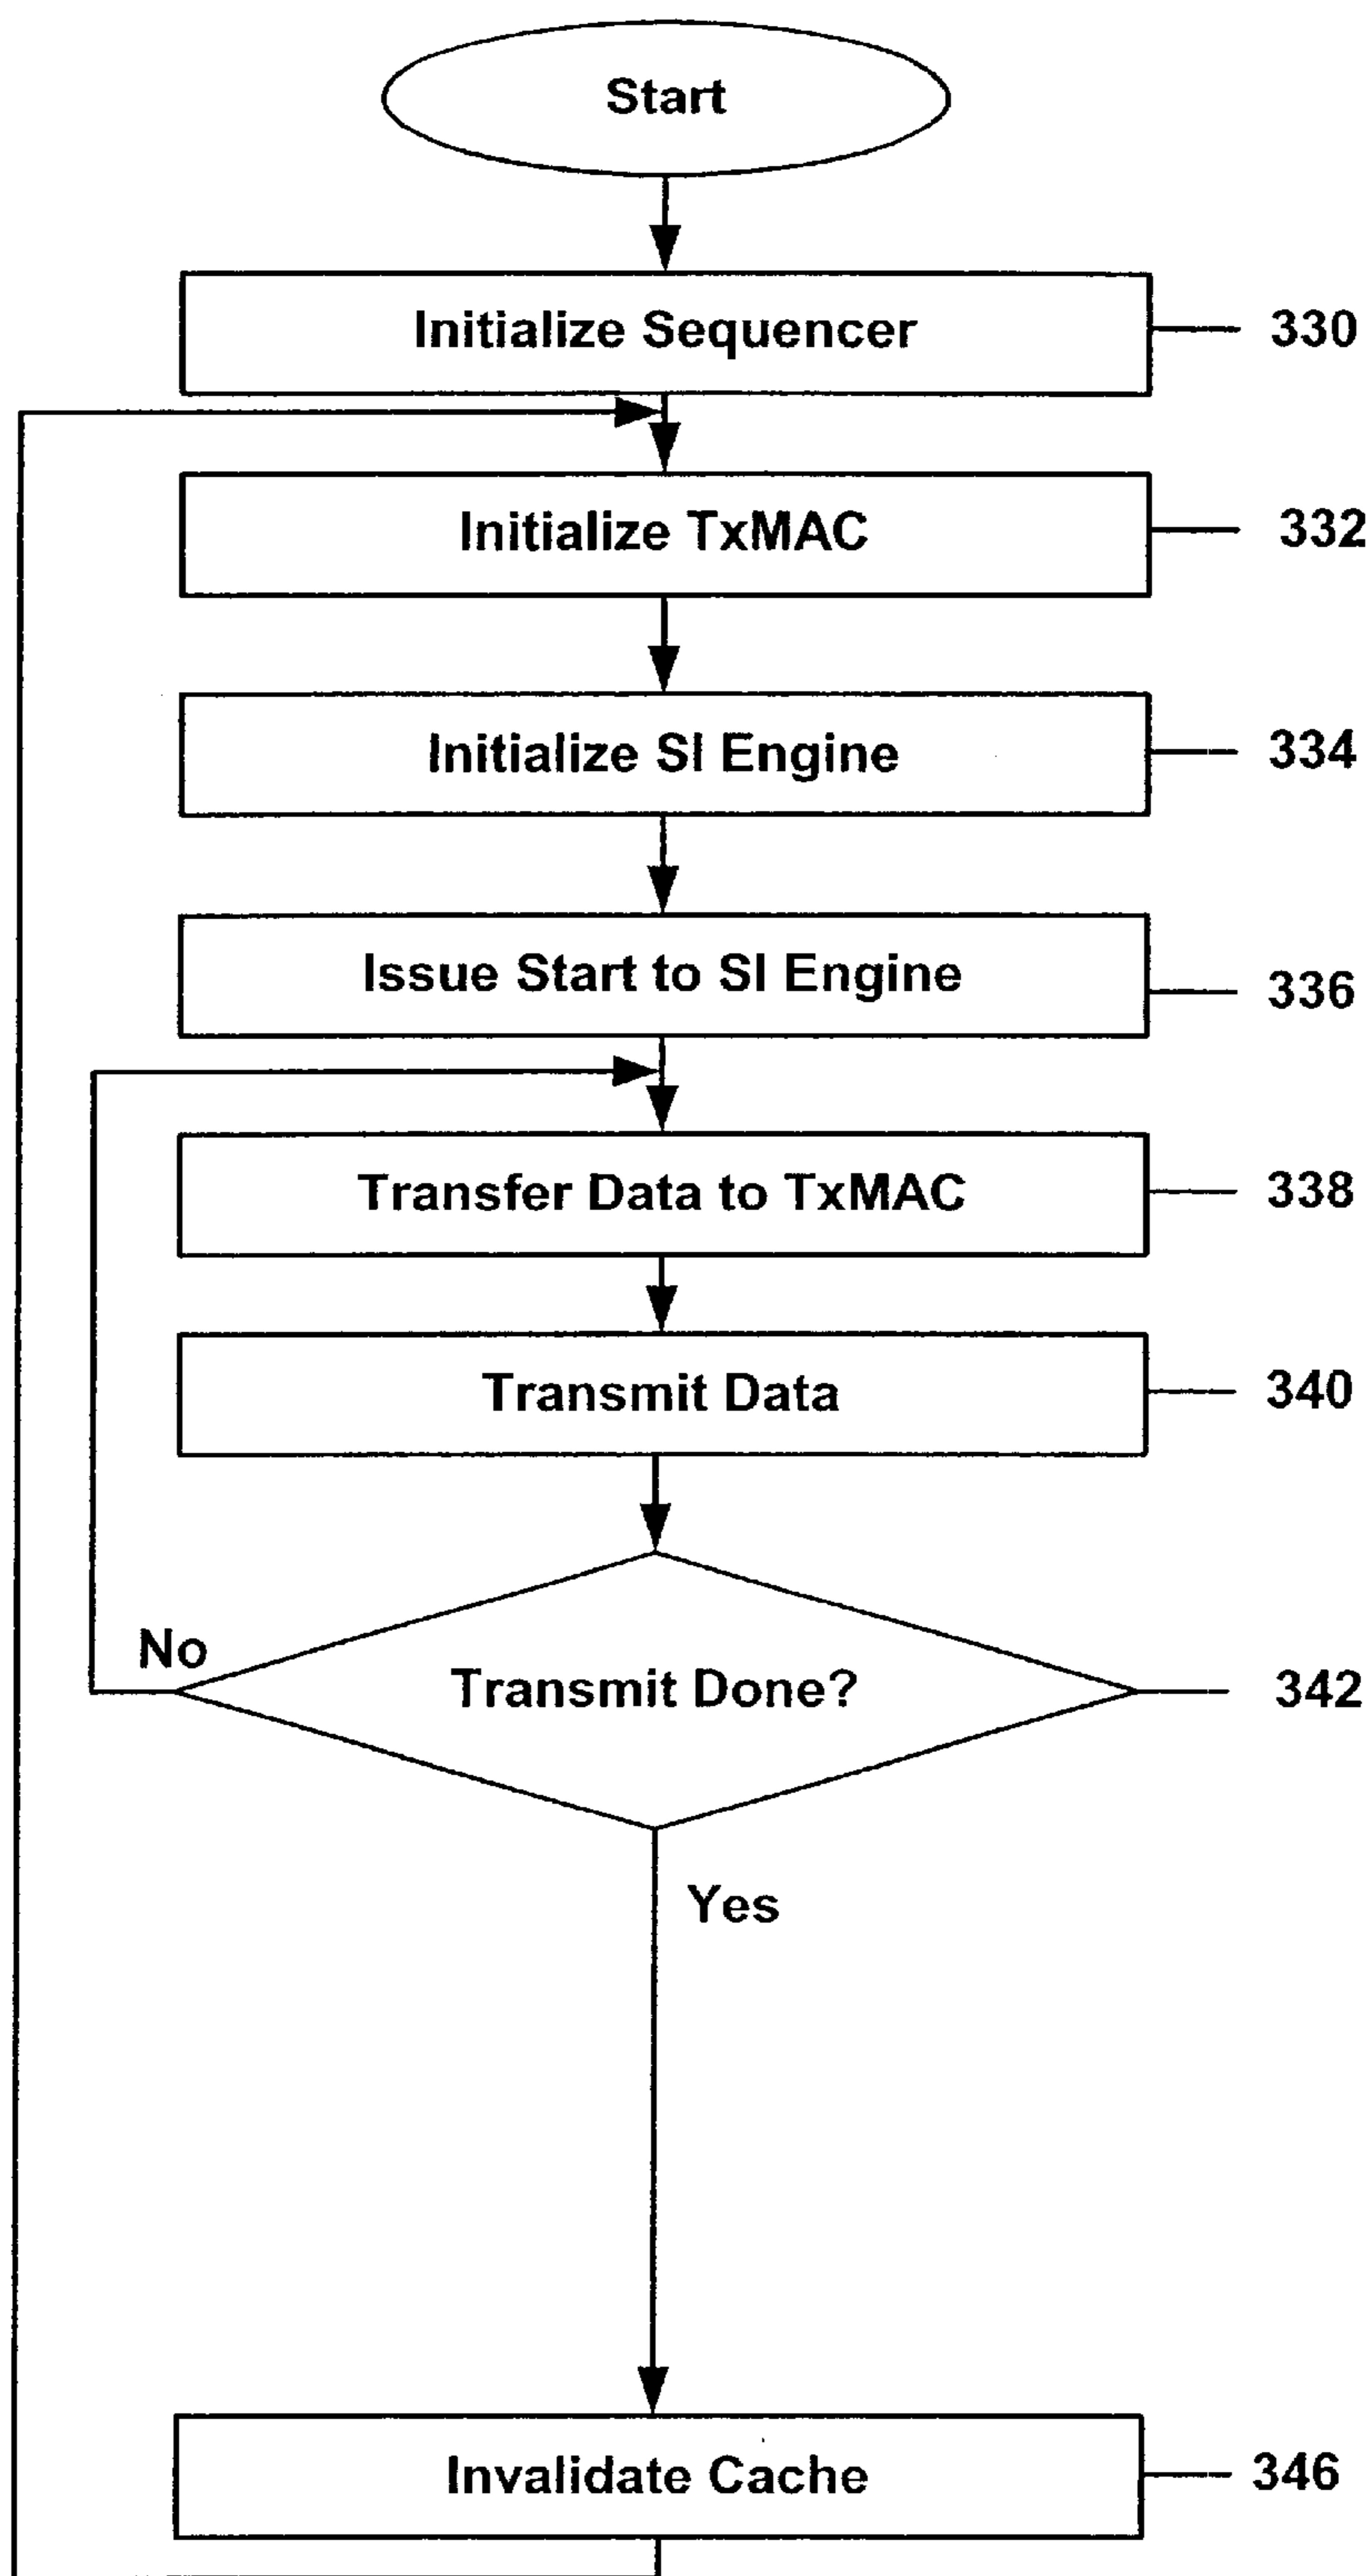 Start
Initialize Sequencer
330
Initialize TxMAC
332
Initialize SI Engine
334
Issue Start to SI Engine
336
Transfer Data to TxMAC
338
Transmit Data
340
No
Transmit Done?
342
Yes
Invalidate Cache
346